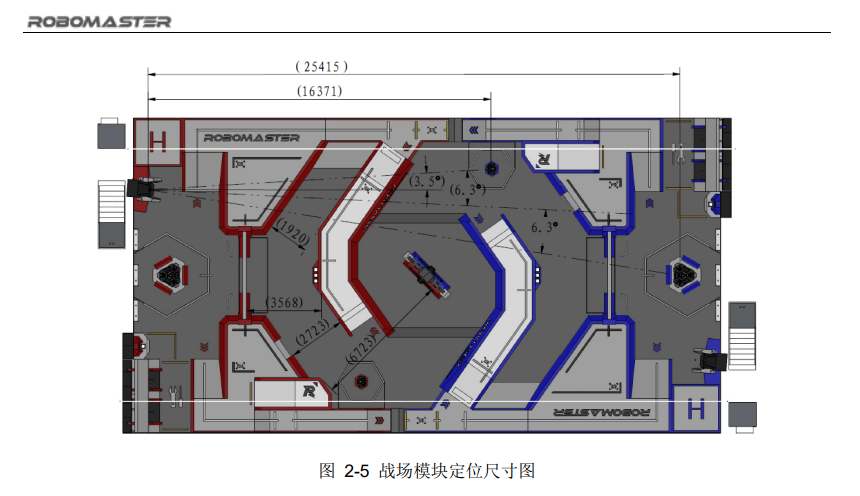 ROBOMASTER
(25415)
(16371)
H
ROBOMASTER
R
(3.5°)
(6.3°)
6.3°
(1920)
(3568)
(2723)
(6723)
R
ROBOMASTER
H
图 2-5 战场模块定位尺寸图